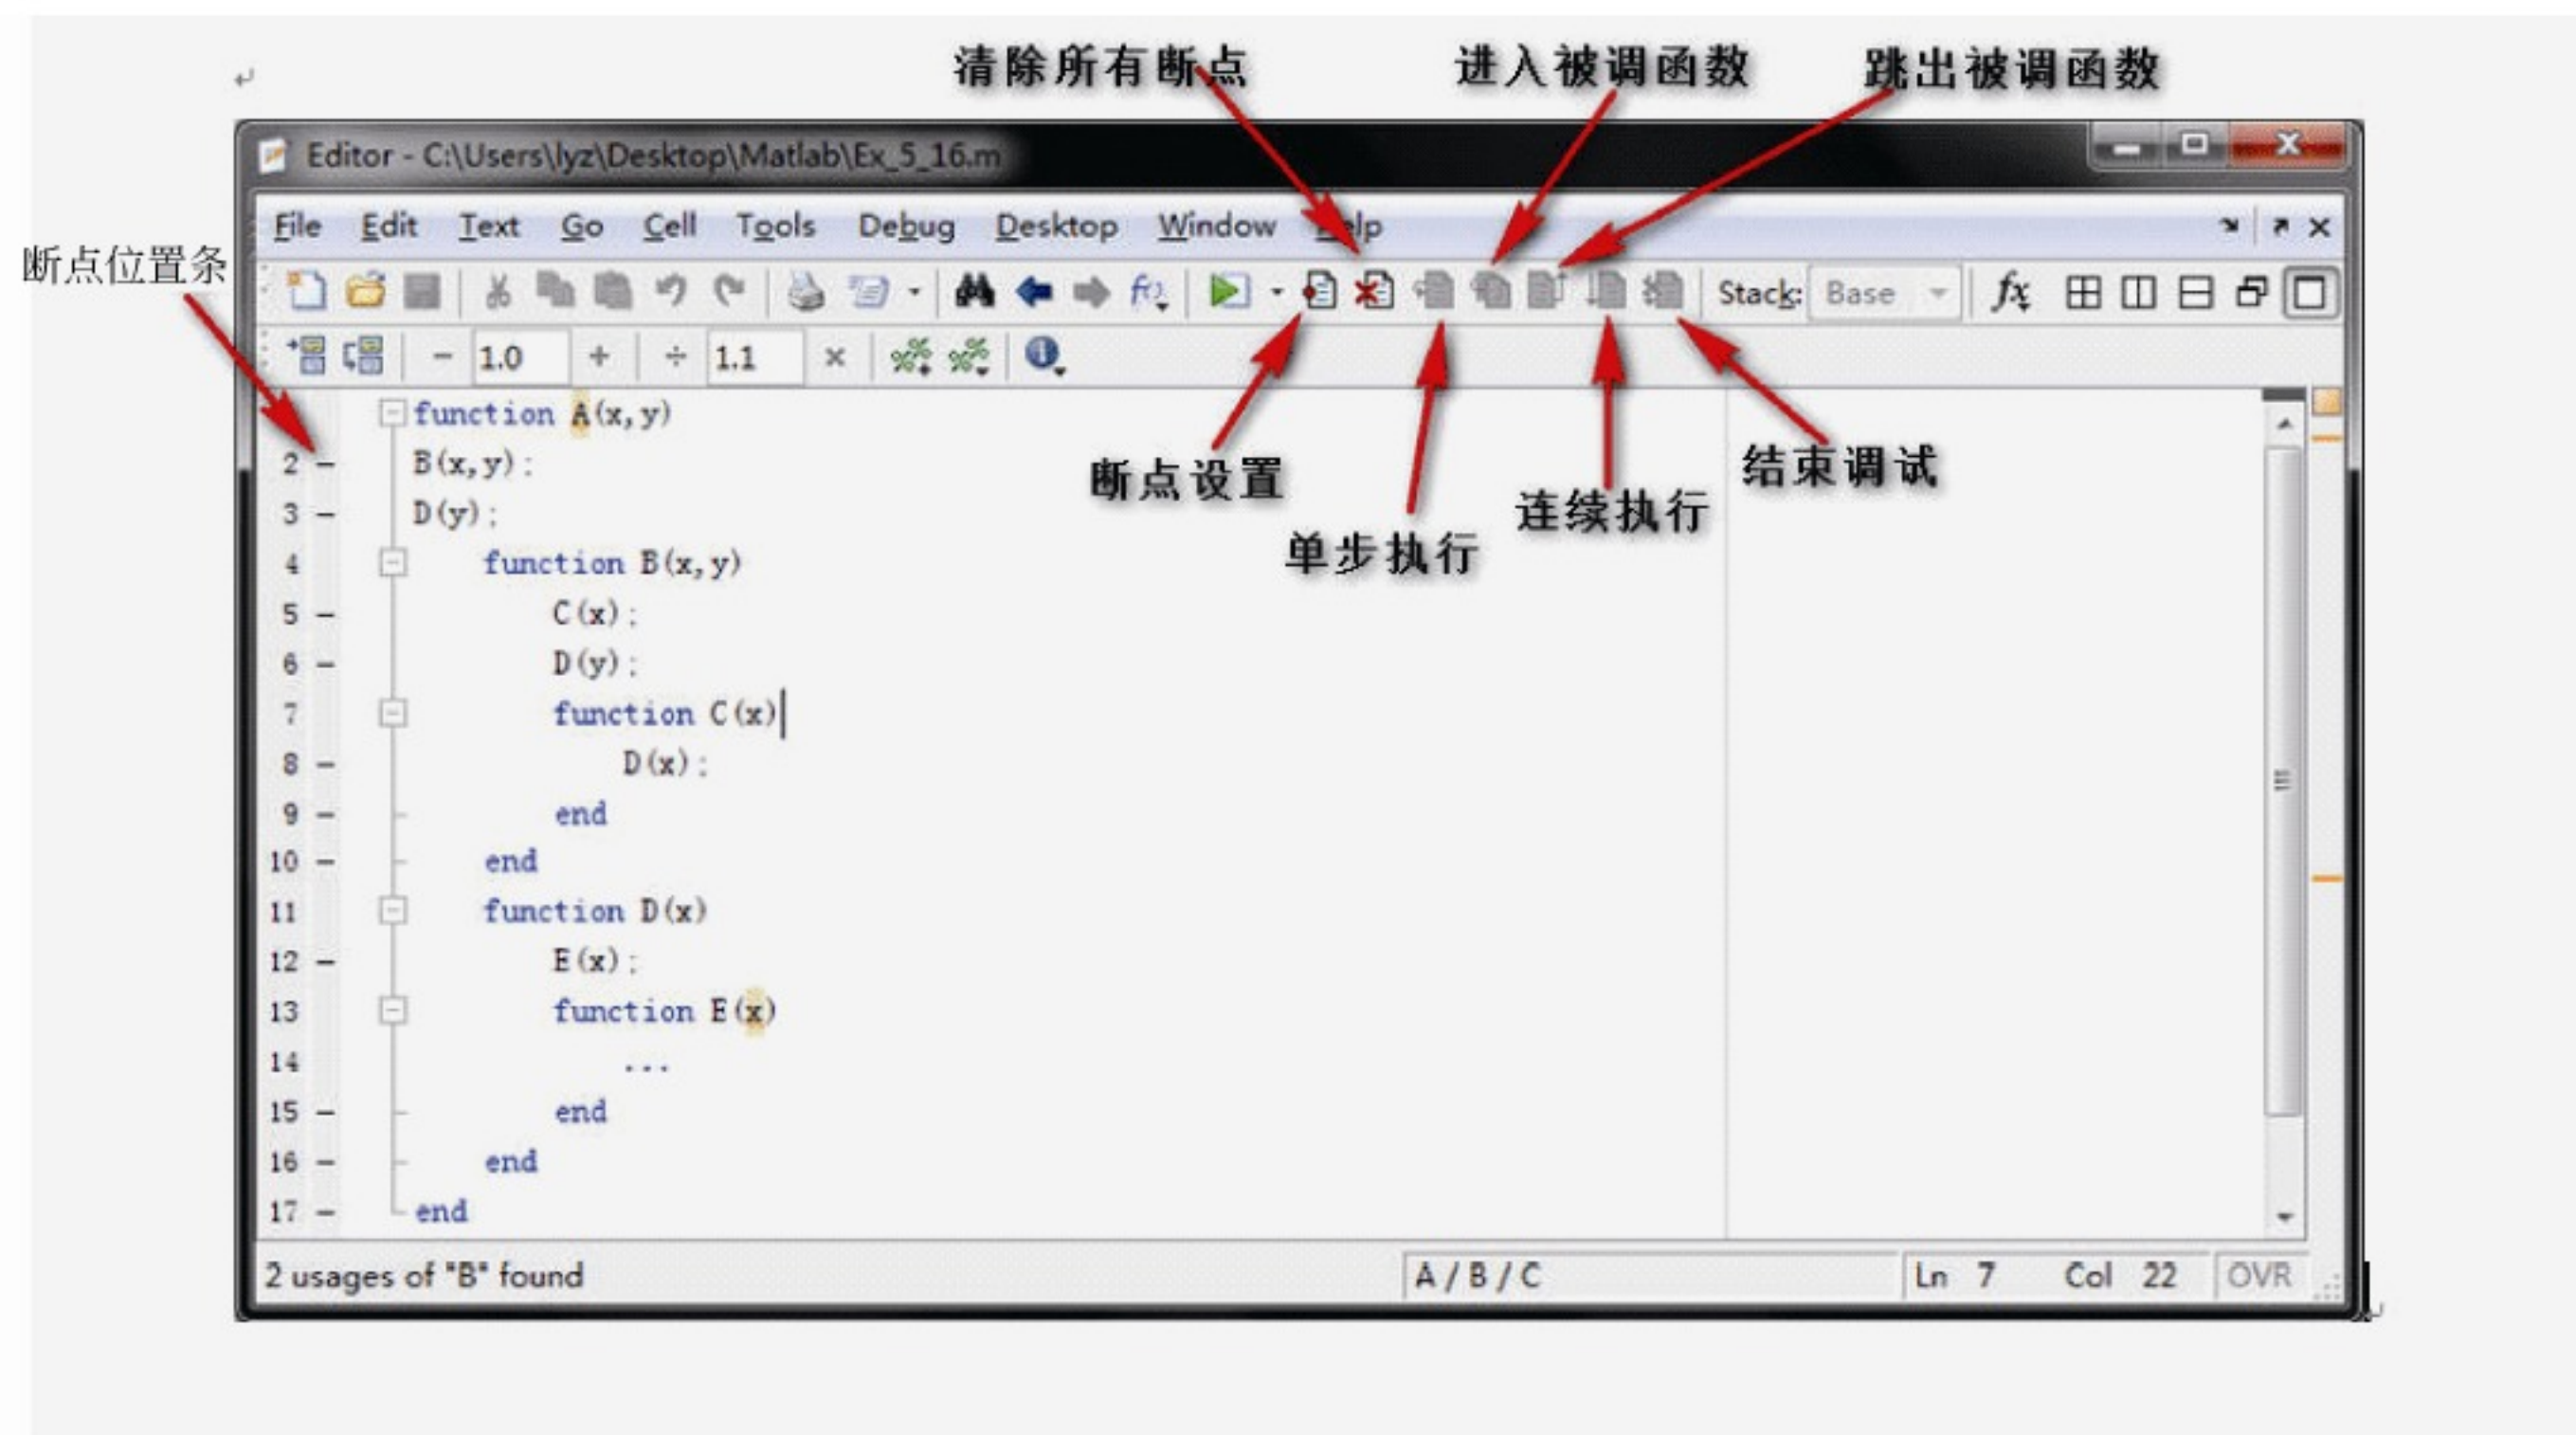 清除所有断点 进入被调函数 跳出被调函数
Editor - C:\Users\lyz\Desktop\Matlab\Ex_5_16.m
File Edit Text Go Cell Tools Debug Desktop Window elp
断点位置条
Stack: Base fx
− 1.0 + ÷ 1.1 ×
断点设置
单步执行
连续执行
结束调试
function A(x,y)
2 – B(x,y);
3 – D(y);
4 function B(x,y)
5 – C(x);
6 – D(y);
7 function C(x)
8 – D(x);
9 – end
10 – end
11 function D(x)
12 – E(x);
13 function E(x)
14 ...
15 – end
16 – end
17 – end
2 usages of "B" found A / B / C Ln 7 Col 22 OVR